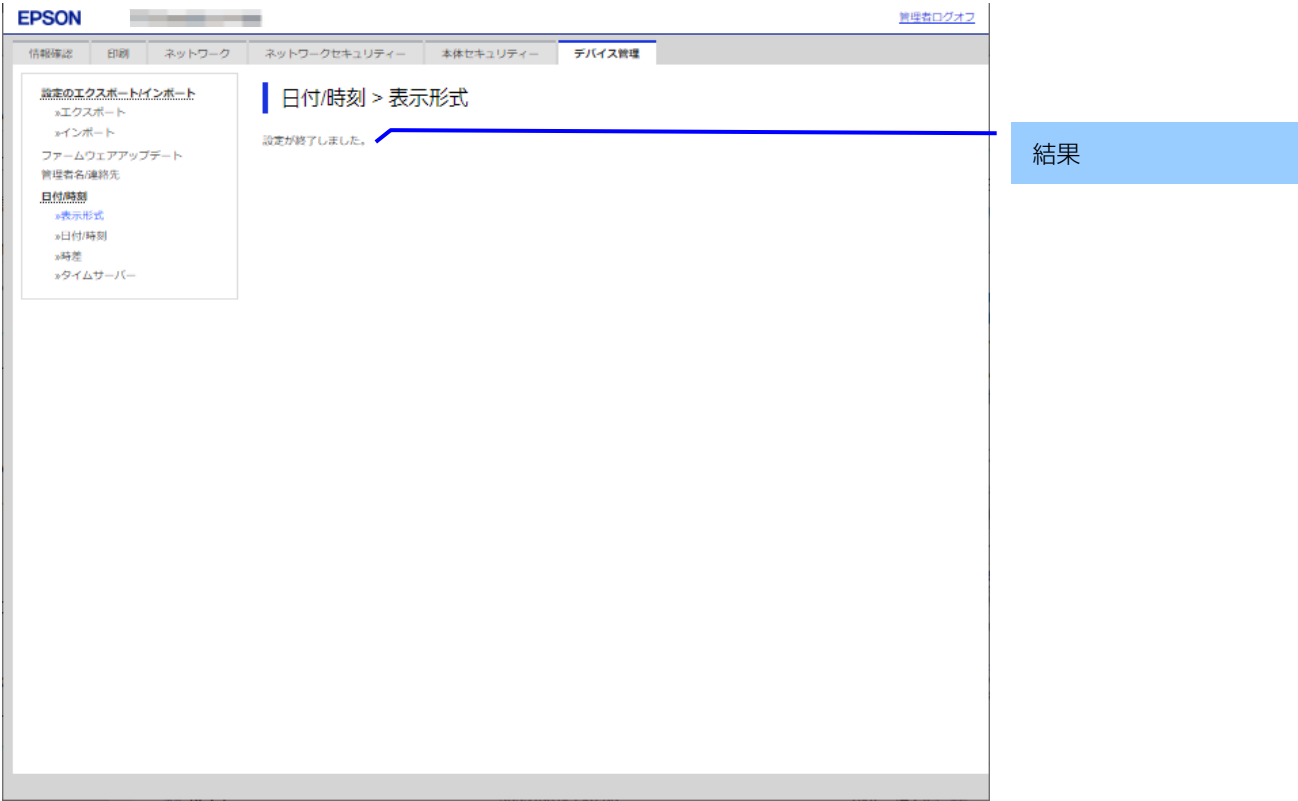 EPSON
管理者ログオフ
情報確認 印刷 ネットワーク ネットワークセキュリティー 本体セキュリティー デバイス管理
設定のエクスポート/インポート
»エクスポート
»インポート
ファームウェアアップデート
管理者名/連絡先
日付/時刻
»表示形式
»日付/時刻
»時差
»タイムサーバー
日付/時刻 > 表示形式
設定が終了しました。
結果